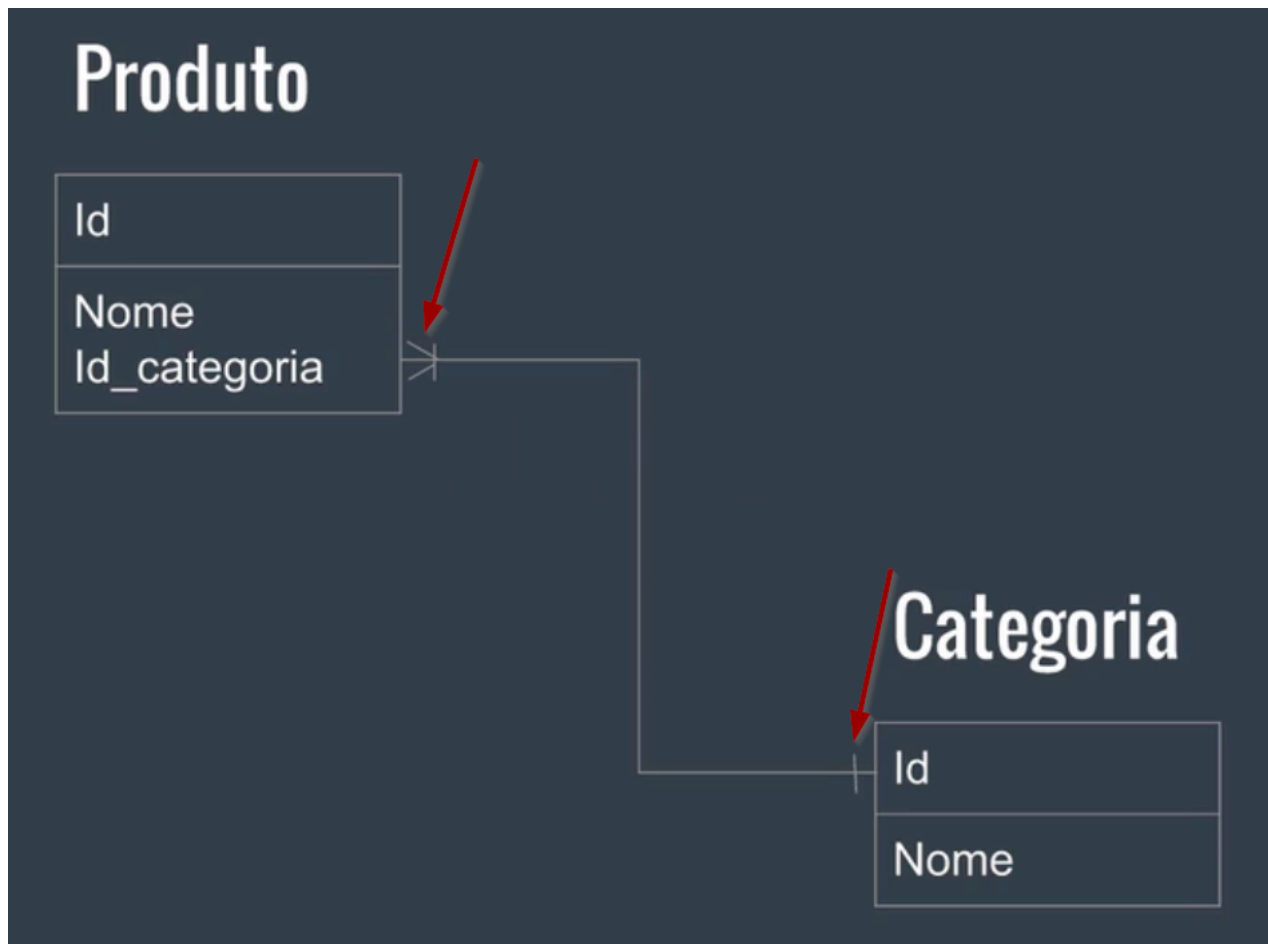 Produto
Id
Nome
Id_categoria
Categoria
Id
Nome